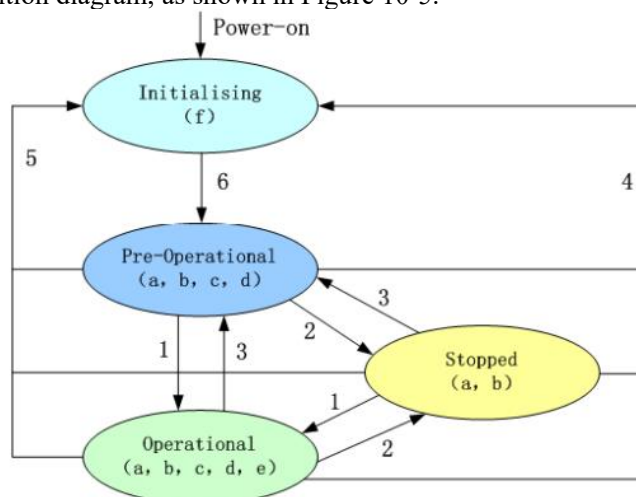 ition diagram, as shown in Figure 10-5.
Power-on
Initialising
(f)
5
6
4
Pre-Operational
(a, b, c, d)
3
2
1
3
Stopped
(a, b)
1
Operational
(a, b, c, d, e)
2